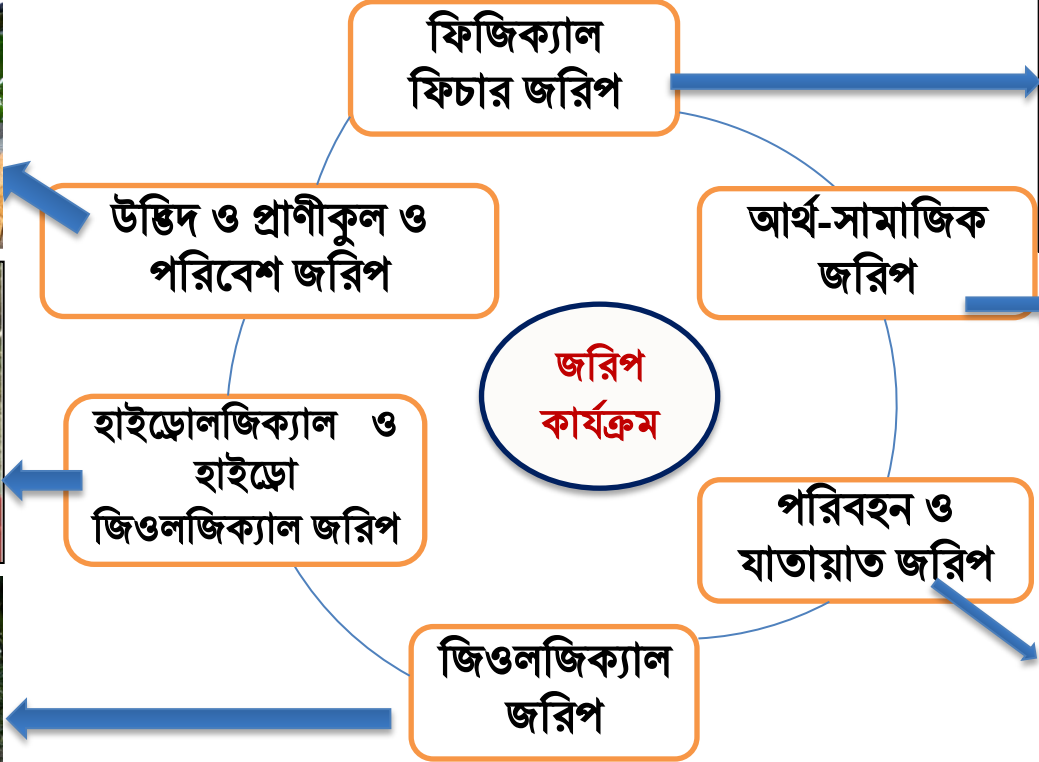 ফিজিক্যাল
ফিচার জরিপ
উদ্ভিদ ও প্রাণীকুল ও
পরিবেশ জরিপ
আর্থ-সামাজিক
জরিপ
জরিপ
কার্যক্রম
হাইড্রোলজিক্যাল ও
হাইড্রো
জিওলজিক্যাল জরিপ
পরিবহন ও
যাতায়াত জরিপ
জিওলজিক্যাল
জরিপ